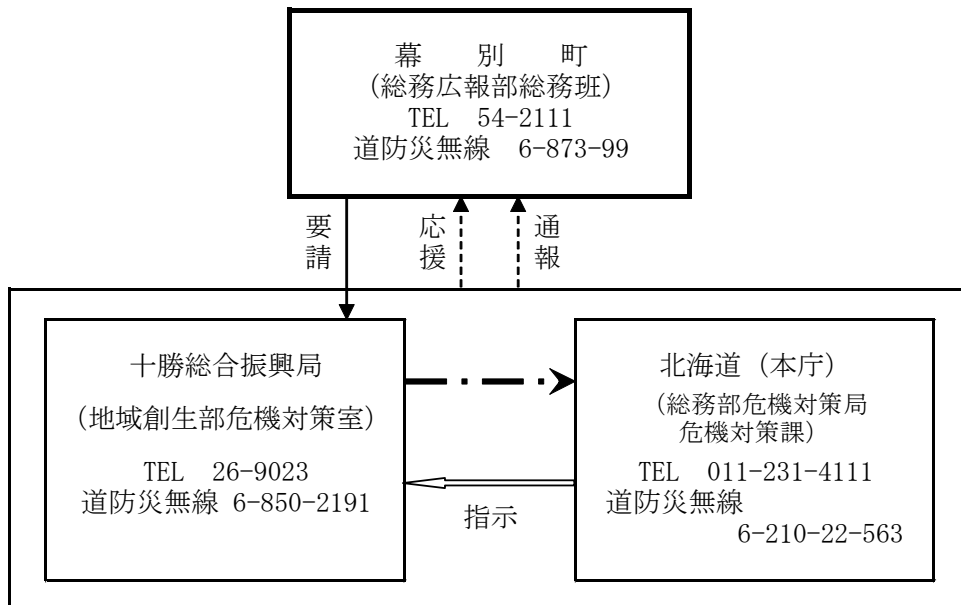 幕　別　町
(総務広報部総務班)
TEL　54-2111
道防災無線　6-873-99
要請
応援
通報
十勝総合振興局
(地域創生部危機対策室)
TEL　26-9023
道防災無線 6-850-2191
北海道（本庁）
(総務部危機対策局
危機対策課)
TEL　011-231-4111
道防災無線
6-210-22-563
指示